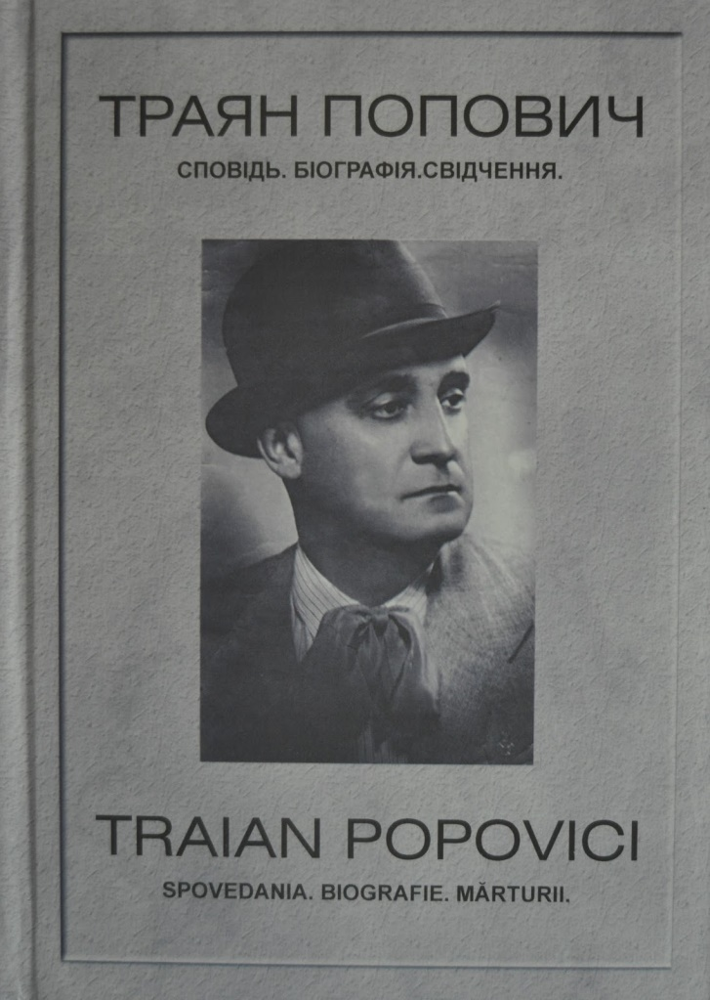 ТРАЯН ПОПОВИЧ
СПОВІДЬ. БІОГРАФІЯ.СВІДЧЕННЯ.
TRAIAN POPOVICI
SPOVEDANIA. BIOGRAFIE. MĂRTURII.